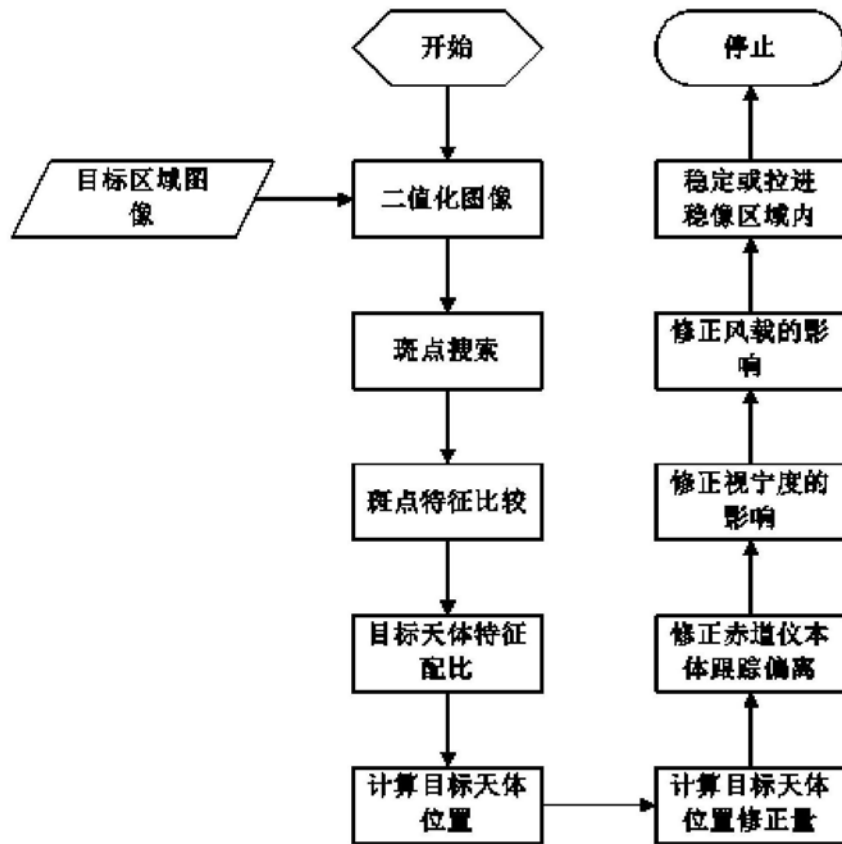 开始
目标区域图
像
二值化图像
斑点搜索
斑点特征比较
目标天体特征
配比
计算目标天体
位置
计算目标天体
位置修正量
修正赤道仪本
体跟踪偏离
修正视宁度的
影响
修正风载的影
响
稳定或拉进
稳像区域内
停止